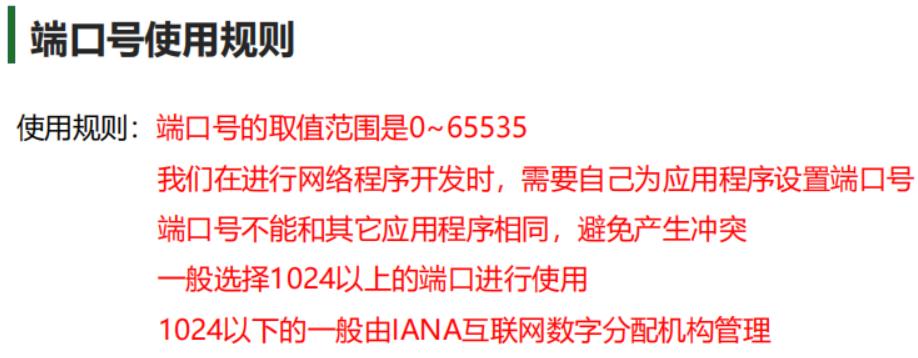 端口号使用规则
使用规则：端口号的取值范围是0~65535
我们在进行网络程序开发时，需要自己为应用程序设置端口号
端口号不能和其它应用程序相同，避免产生冲突
一般选择1024以上的端口进行使用
1024以下的一般由IANA互联网数字分配机构管理